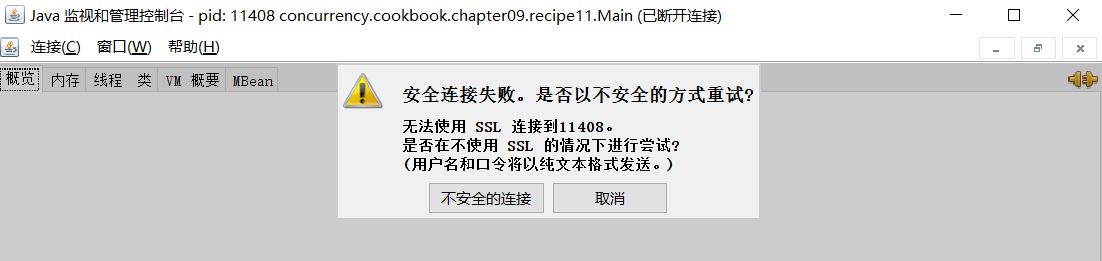 Java 监视和管理控制台 - pid: 11408 concurrency.cookbook.chapter09.recipe11.Main (已断开连接)
连接(C) 窗口(W) 帮助(H)
概览 内存 线程 类 VM 概要 MBean
安全连接失败。是否以不安全的方式重试?
无法使用 SSL 连接到11408。
是否在不使用 SSL 的情况下进行尝试?
(用户名和口令将以纯文本格式发送。)
不安全的连接 取消